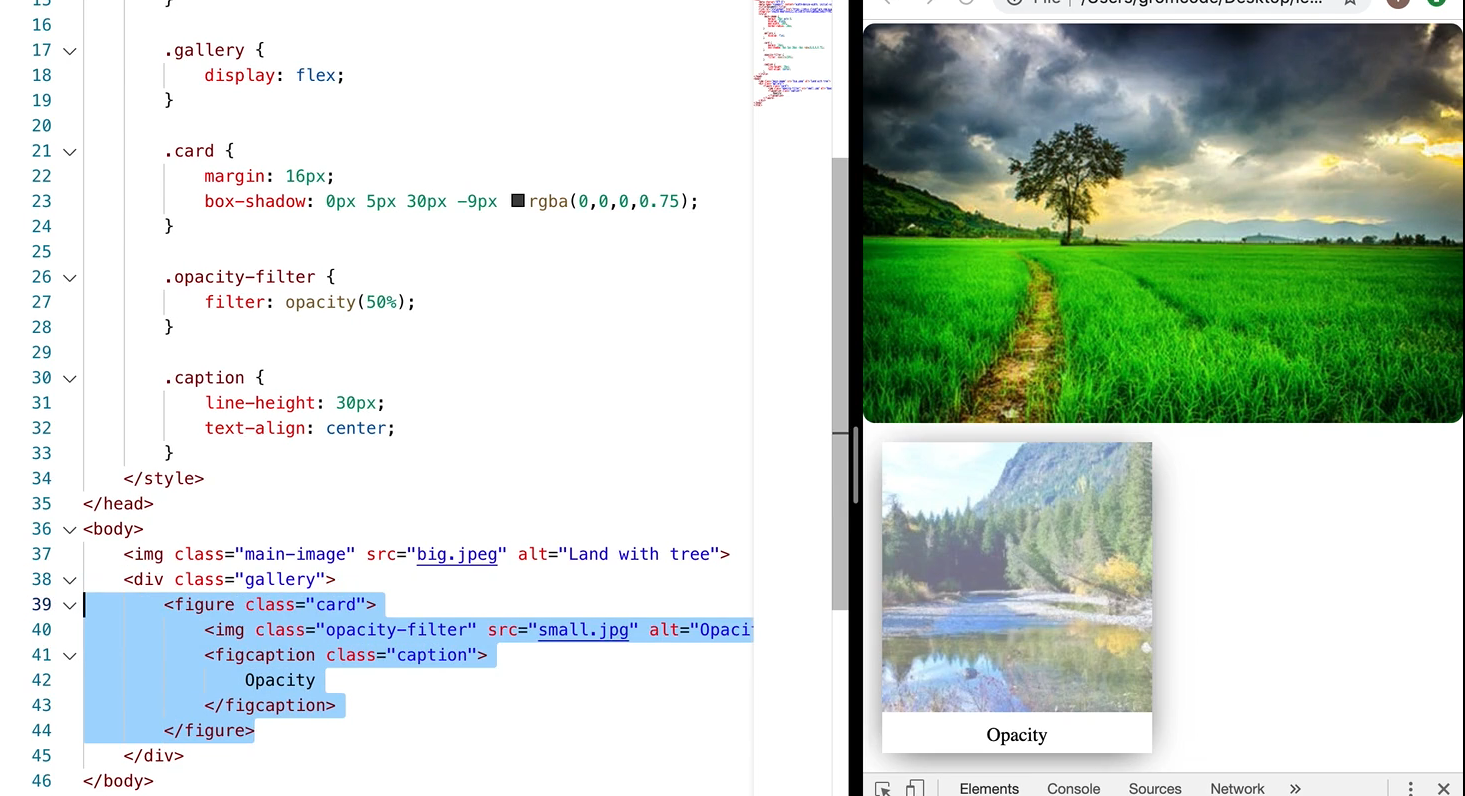 15 }
16
17 .gallery {
18 display: flex;
19 }
20
21 .card {
22 margin: 16px;
23 box-shadow: 0px 5px 30px -9px rgba(0,0,0,0.75);
24 }
25
26 .opacity-filter {
27 filter: opacity(50%);
28 }
29
30 .caption {
31 line-height: 30px;
32 text-align: center;
33 }
34 </style>
35 </head>
36 <body>
37 <img class="main-image" src="big.jpeg" alt="Land with tree">
38 <div class="gallery">
39 <figure class="card">
40 <img class="opacity-filter" src="small.jpg" alt="Opaci
41 <figcaption class="caption">
42 Opacity
43 </figcaption>
44 </figure>
45 </div>
46 </body>
File | /Users/gromcode/Desktop/le...
Opacity
Elements Console Sources Network »